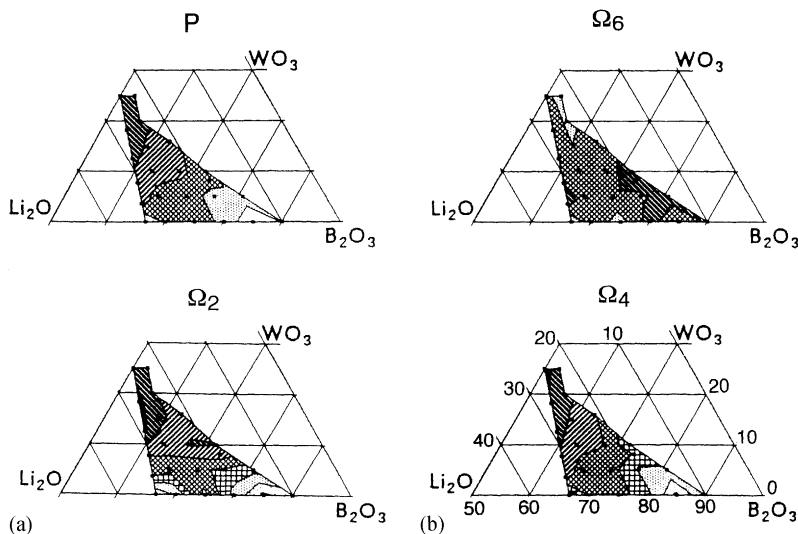 P
WO₃
Li₂O
B₂O₃
Ω₆
WO₃
Li₂O
B₂O₃
Ω₂
WO₃
Li₂O
B₂O₃
(a)
Ω₄
20 10 WO₃
30 20
40 10
Li₂O 0
50 60 70 80 90 B₂O₃
(b)